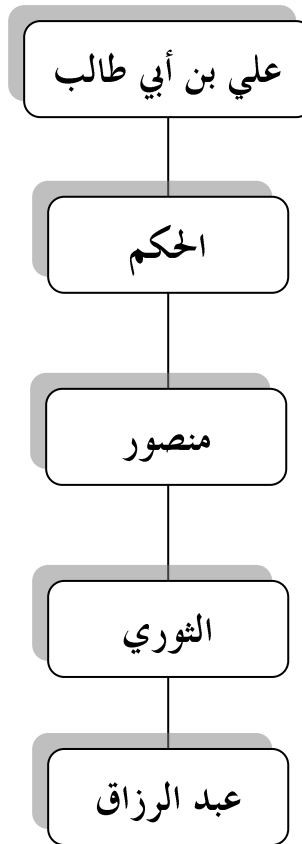 علي بن أبي طالب
الحكم
منصور
الثوري
عبد الرزاق